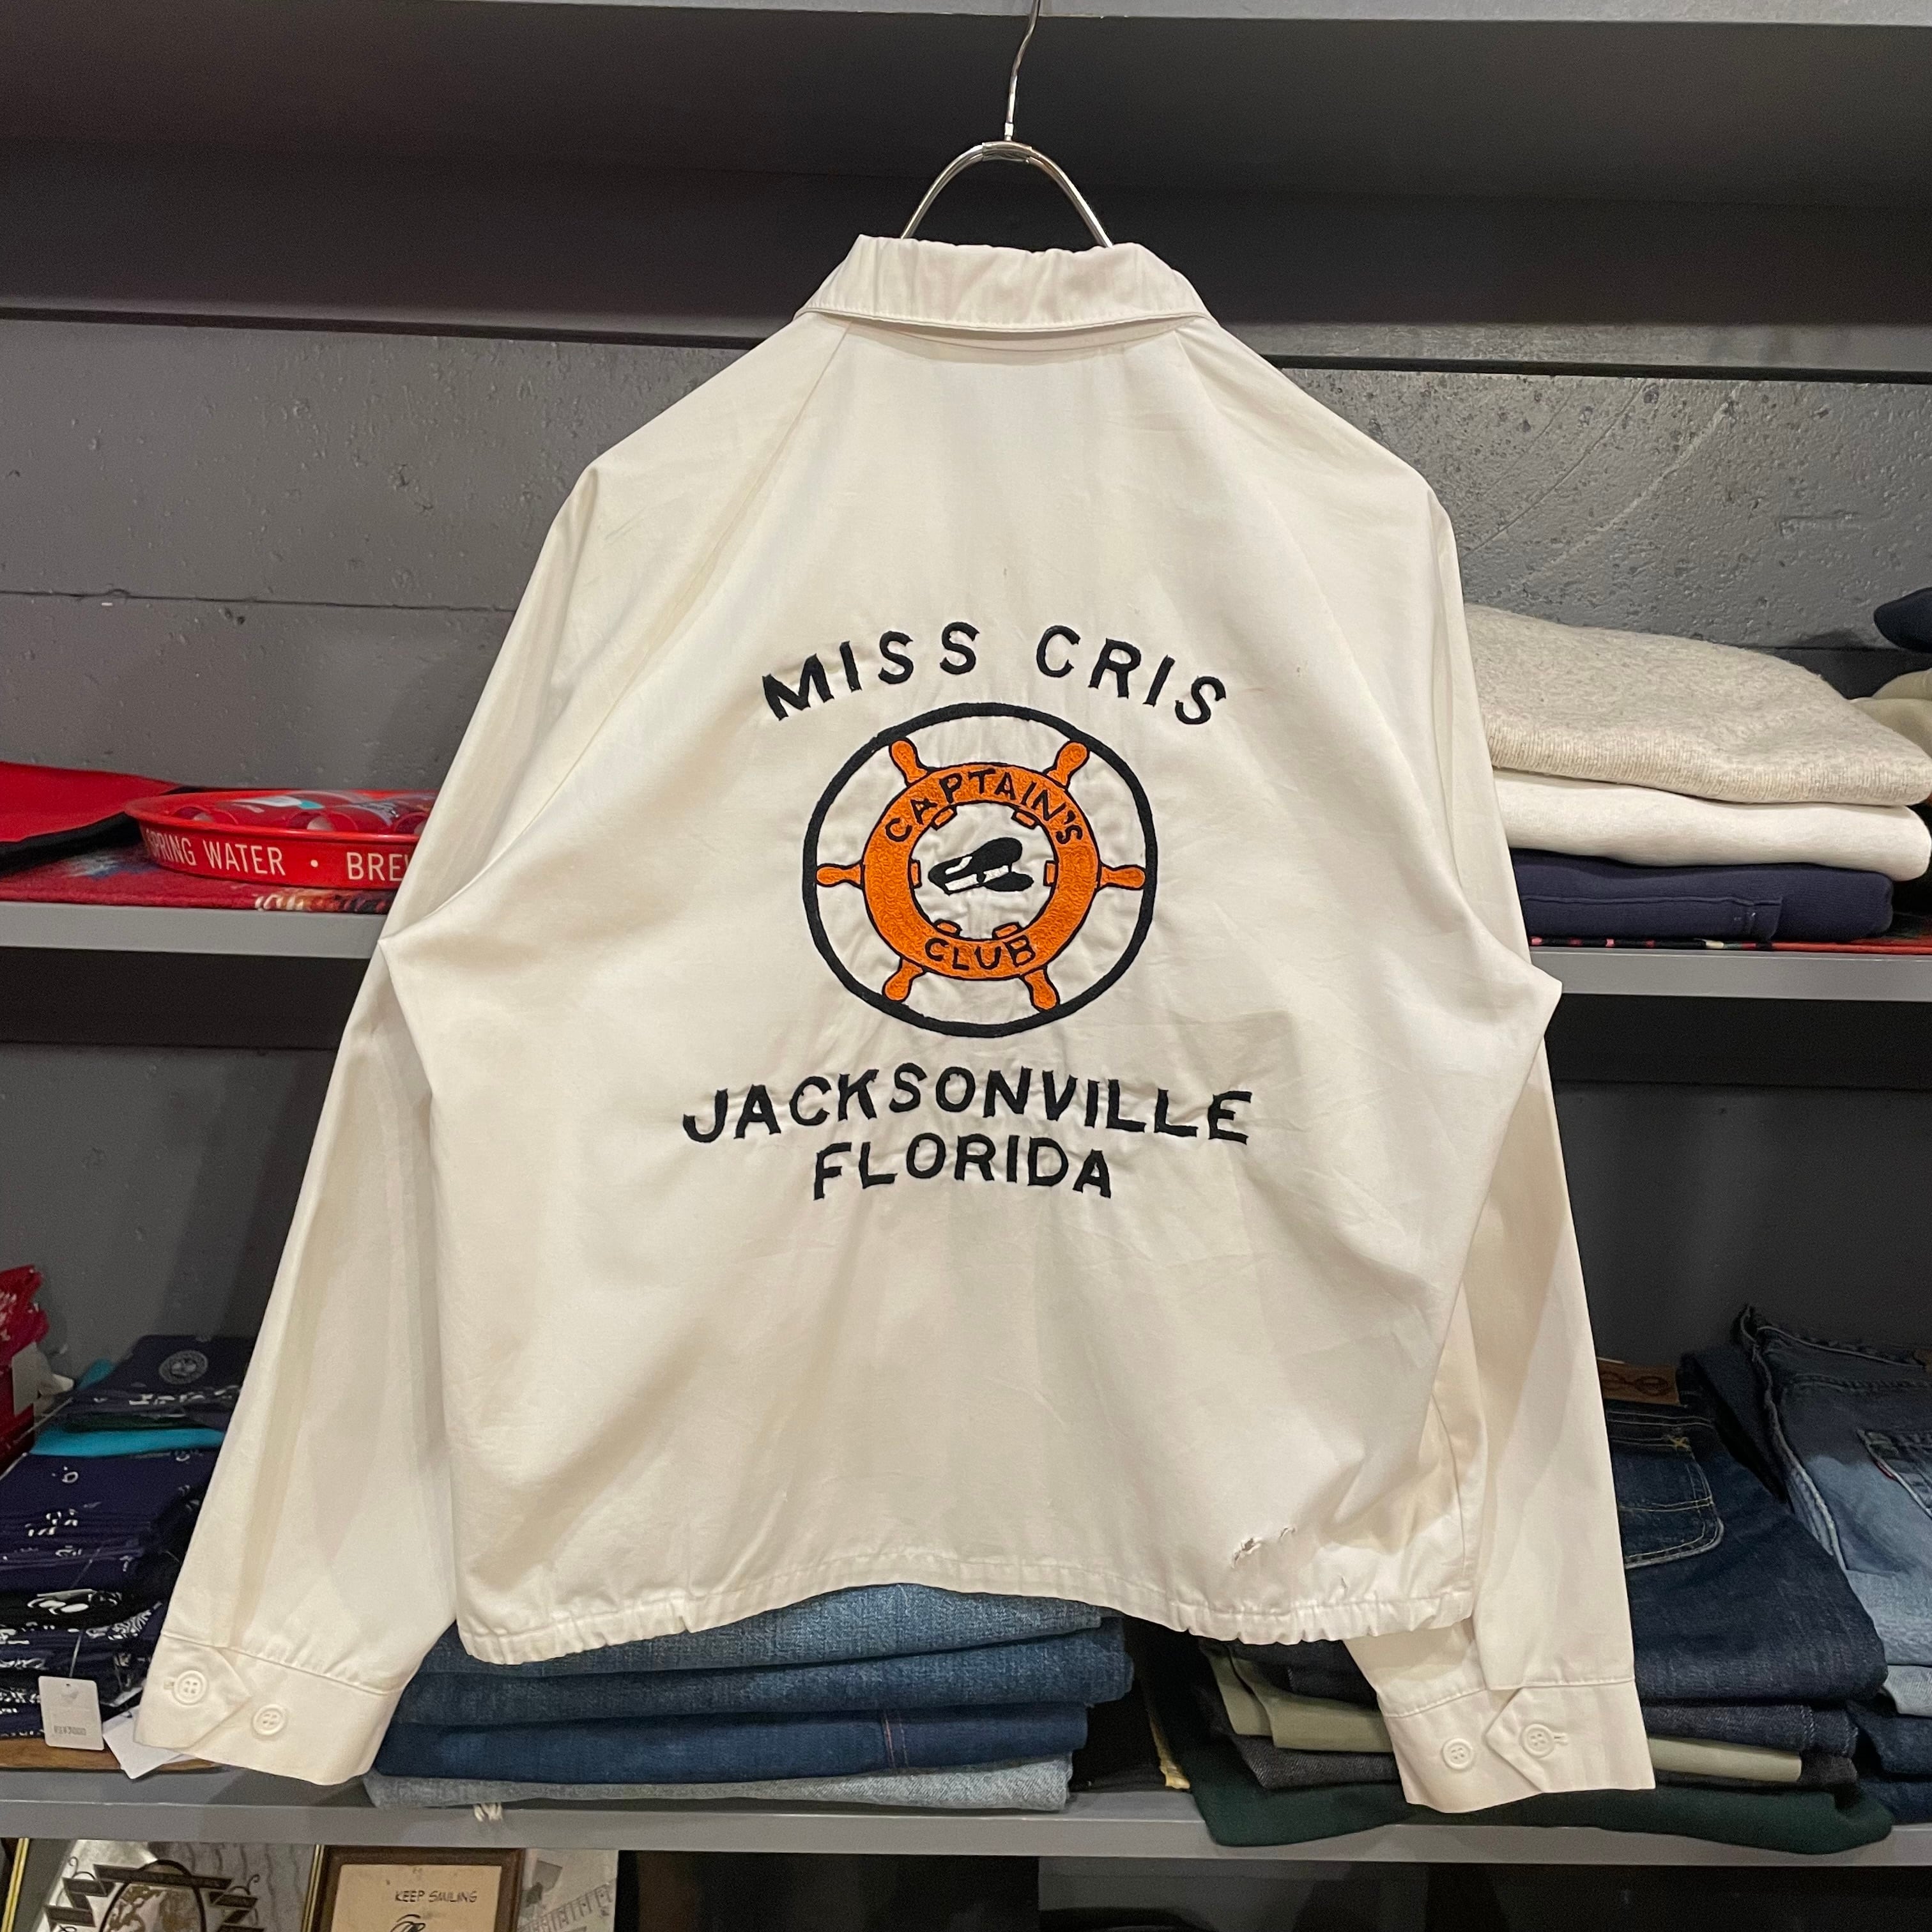 MISS CRIS
CAPTAIN'S
CLUB
JACKSONVILLE
FLORIDA
SPRING WATER • BREW
KEEP SMILING